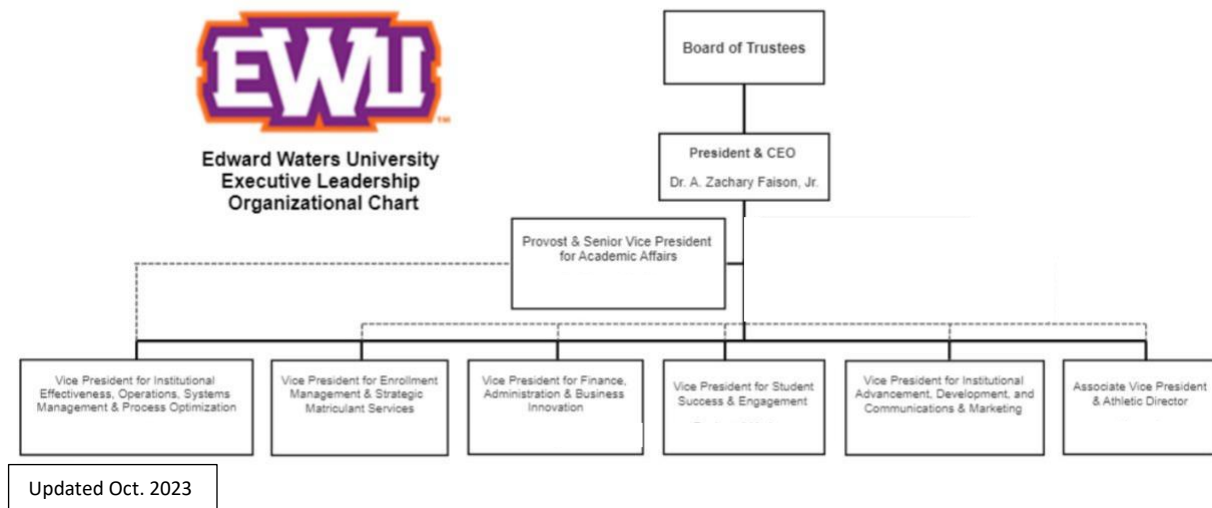 EWU
TM
Edward Waters University
Executive Leadership
Organizational Chart
Board of Trustees
President & CEO
Dr. A. Zachary Faison, Jr.
Provost & Senior Vice President
for Academic Affairs
Vice President for Institutional
Effectiveness, Operations, Systems
Management & Process Optimization
Vice President for Enrollment
Management & Strategic
Matriculant Services
Vice President for Finance,
Administration & Business
Innovation
Vice President for Student
Success & Engagement
Vice President for Institutional
Advancement, Development, and
Communications & Marketing
Associate Vice President
& Athletic Director
Updated Oct. 2023